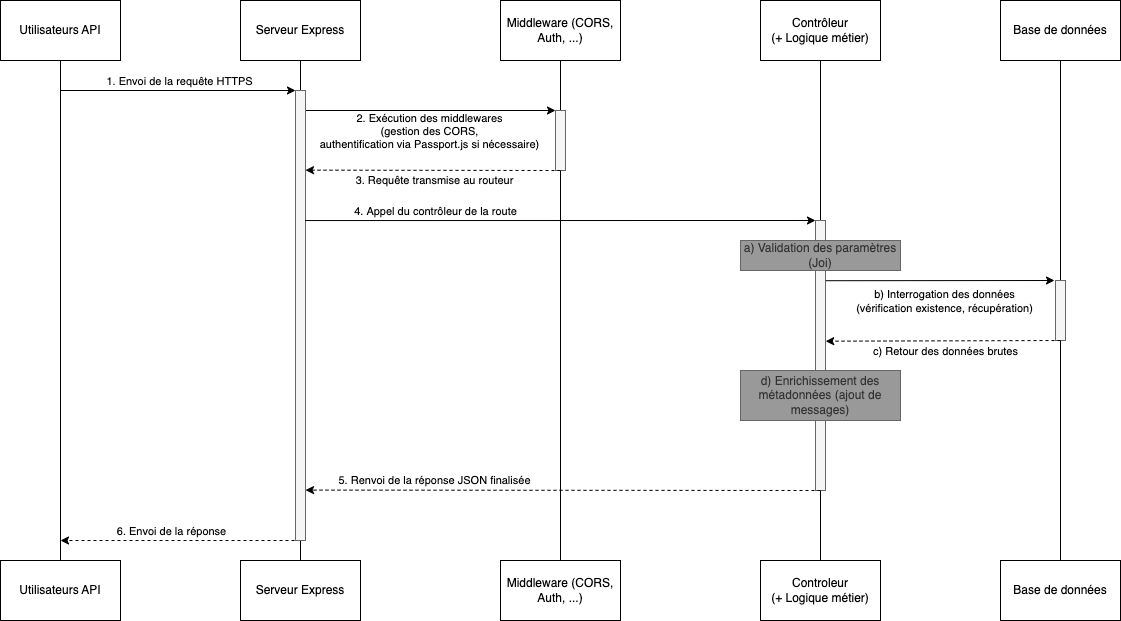 Utilisateurs API
Serveur Express
Middleware (CORS,
Auth, ...)
Contrôleur
(+ Logique métier)
Base de données
1. Envoi de la requête HTTPS
2. Exécution des middlewares
(gestion des CORS,
authentification via Passport.js si nécessaire)
3. Requête transmise au routeur
4. Appel du contrôleur de la route
a) Validation des paramètres
(Joi)
b) Interrogation des données
(vérification existence, récupération)
c) Retour des données brutes
d) Enrichissement des
métadonnées (ajout de
messages)
5. Renvoi de la réponse JSON finalisée
6. Envoi de la réponse
Utilisateurs API
Serveur Express
Middleware (CORS,
Auth, ...)
Controleur
(+ Logique métier)
Base de données